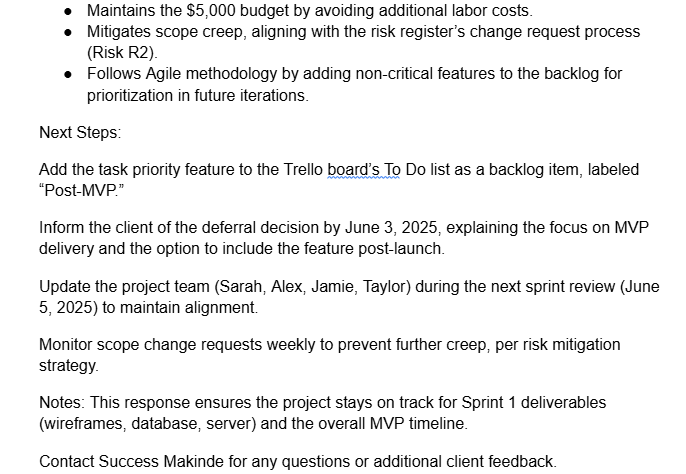 ● Maintains the $5,000 budget by avoiding additional labor costs.
● Mitigates scope creep, aligning with the risk register’s change request process
(Risk R2).
● Follows Agile methodology by adding non-critical features to the backlog for
prioritization in future iterations.
Next Steps:
Add the task priority feature to the Trello board’s To Do list as a backlog item, labeled
“Post-MVP.”
Inform the client of the deferral decision by June 3, 2025, explaining the focus on MVP
delivery and the option to include the feature post-launch.
Update the project team (Sarah, Alex, Jamie, Taylor) during the next sprint review (June
5, 2025) to maintain alignment.
Monitor scope change requests weekly to prevent further creep, per risk mitigation
strategy.
Notes: This response ensures the project stays on track for Sprint 1 deliverables
(wireframes, database, server) and the overall MVP timeline.
Contact Success Makinde for any questions or additional client feedback.